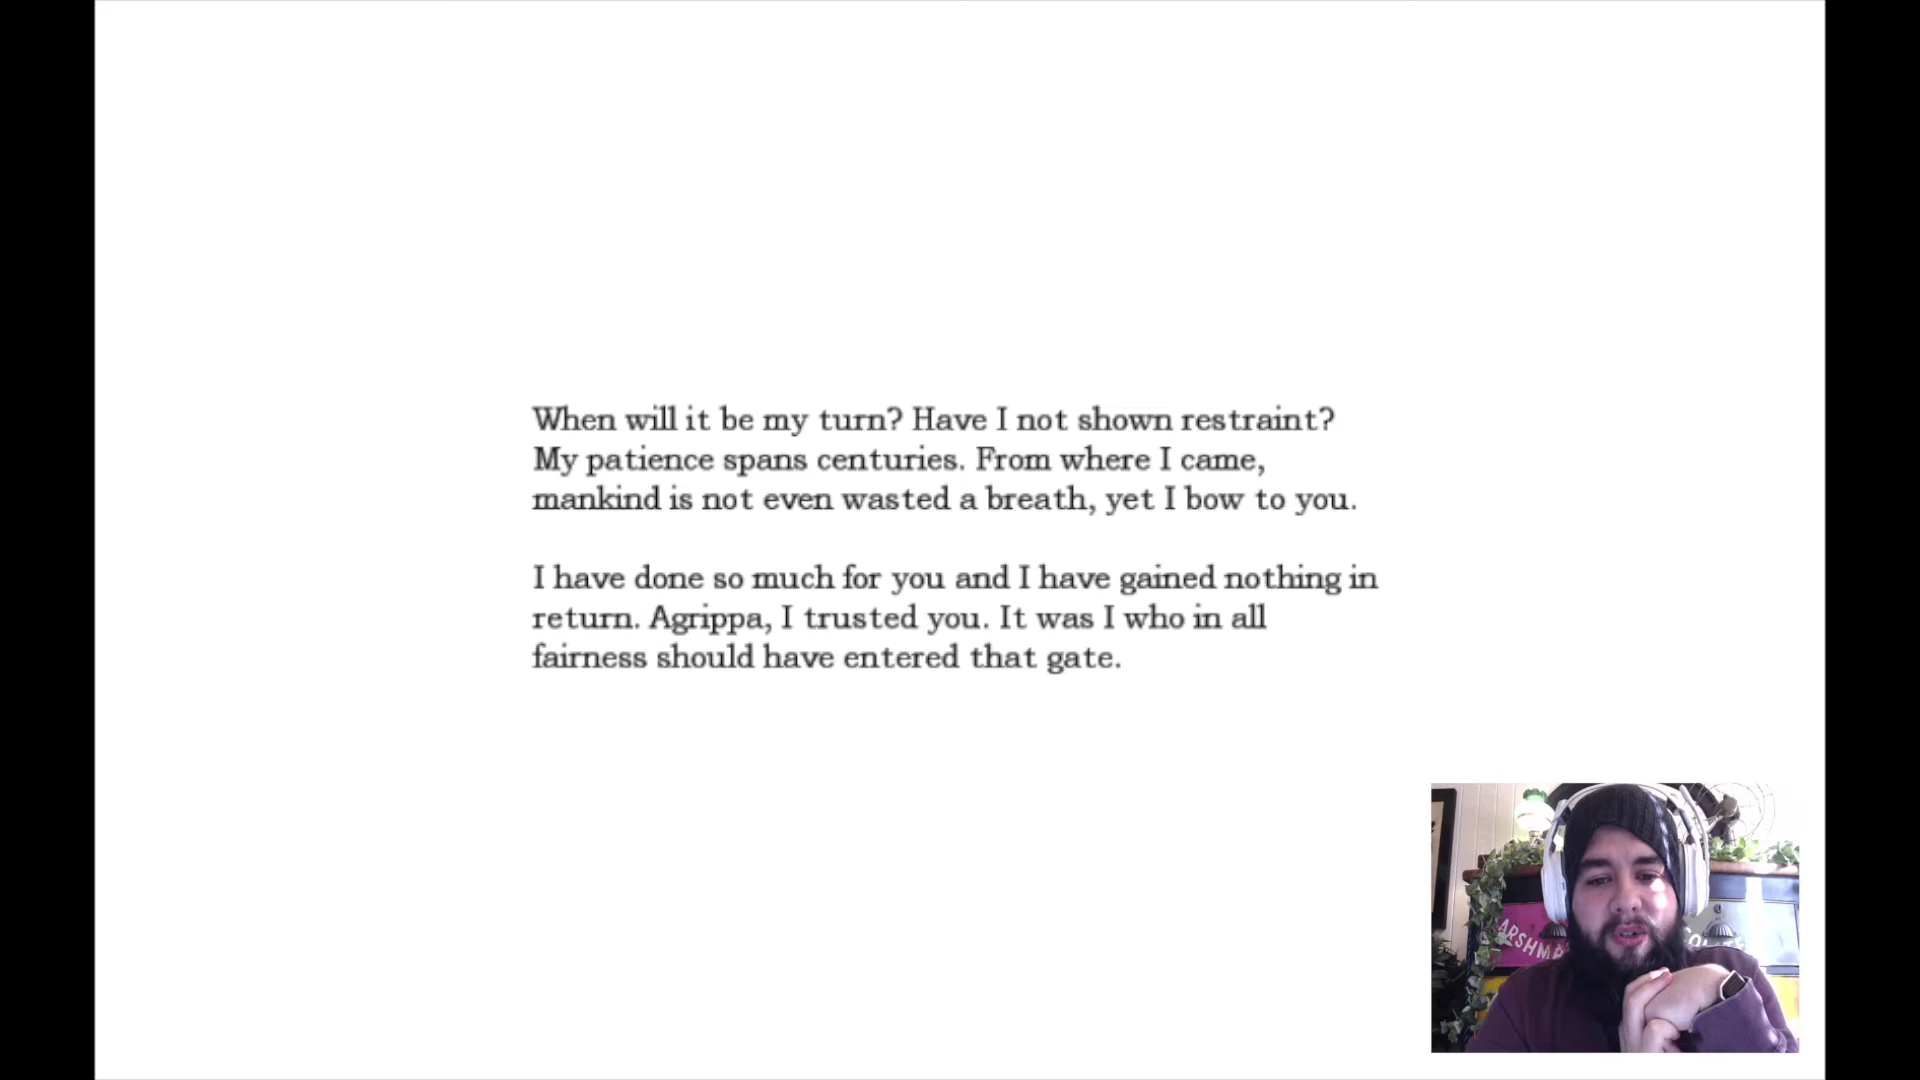 When will it be my turn? Have I not shown restraint?
My patience spans centuries. From where I came,
mankind is not even wasted a breath, yet I bow to you.
I have done so much for you and I have gained nothing in
return. Agrippa, I trusted you. It was I who in all
fairness should have entered that gate.